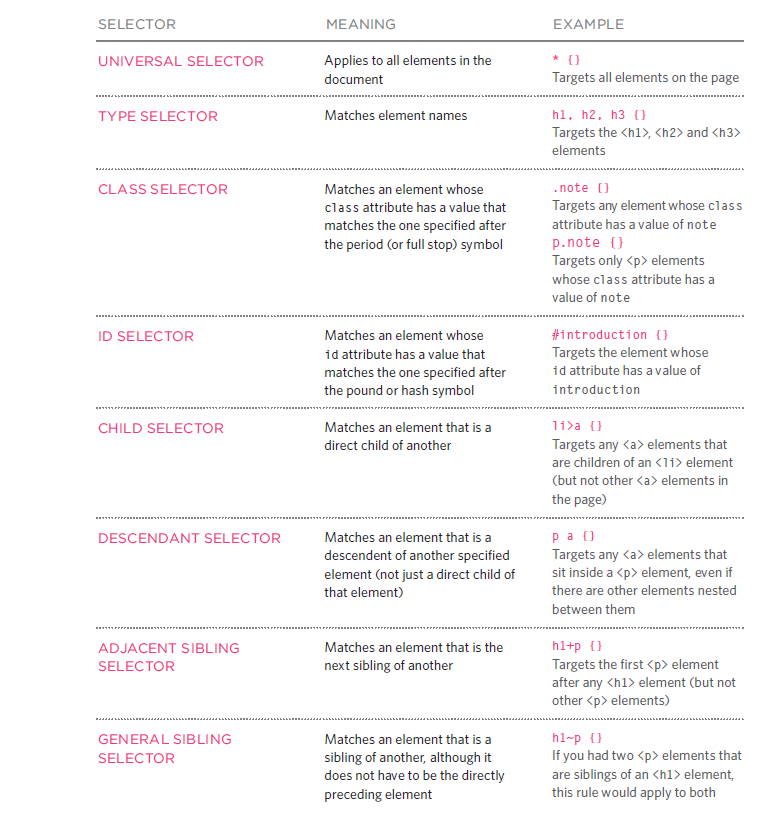 SELECTOR MEANING EXAMPLE
UNIVERSAL SELECTOR
Applies to all elements in the
document
* {}
Targets all elements on the page
TYPE SELECTOR
Matches element names
h1, h2, h3 {}
Targets the <h1>, <h2> and <h3>
elements
CLASS SELECTOR
Matches an element whose
class attribute has a value that
matches the one specified after
the period (or full stop) symbol
.note {}
Targets any element whose class
attribute has a value of note
p.note {}
Targets only <p> elements
whose class attribute has a
value of note
ID SELECTOR
Matches an element whose
id attribute has a value that
matches the one specified after
the pound or hash symbol
#introduction {}
Targets the element whose
id attribute has a value of
introduction
CHILD SELECTOR
Matches an element that is a
direct child of another
li>a {}
Targets any <a> elements that
are children of an <li> element
(but not other <a> elements in
the page)
DESCENDANT SELECTOR
Matches an element that is a
descendent of another specified
element (not just a direct child of
that element)
p a {}
Targets any <a> elements that
sit inside a <p> element, even if
there are other elements nested
between them
ADJACENT SIBLING
SELECTOR
Matches an element that is the
next sibling of another
h1+p {}
Targets the first <p> element
after any <h1> element (but not
other <p> elements)
GENERAL SIBLING
SELECTOR
Matches an element that is a
sibling of another, although it
does not have to be the directly
preceding element
h1~p {}
If you had two <p> elements that
are siblings of an <h1> element,
this rule would apply to both